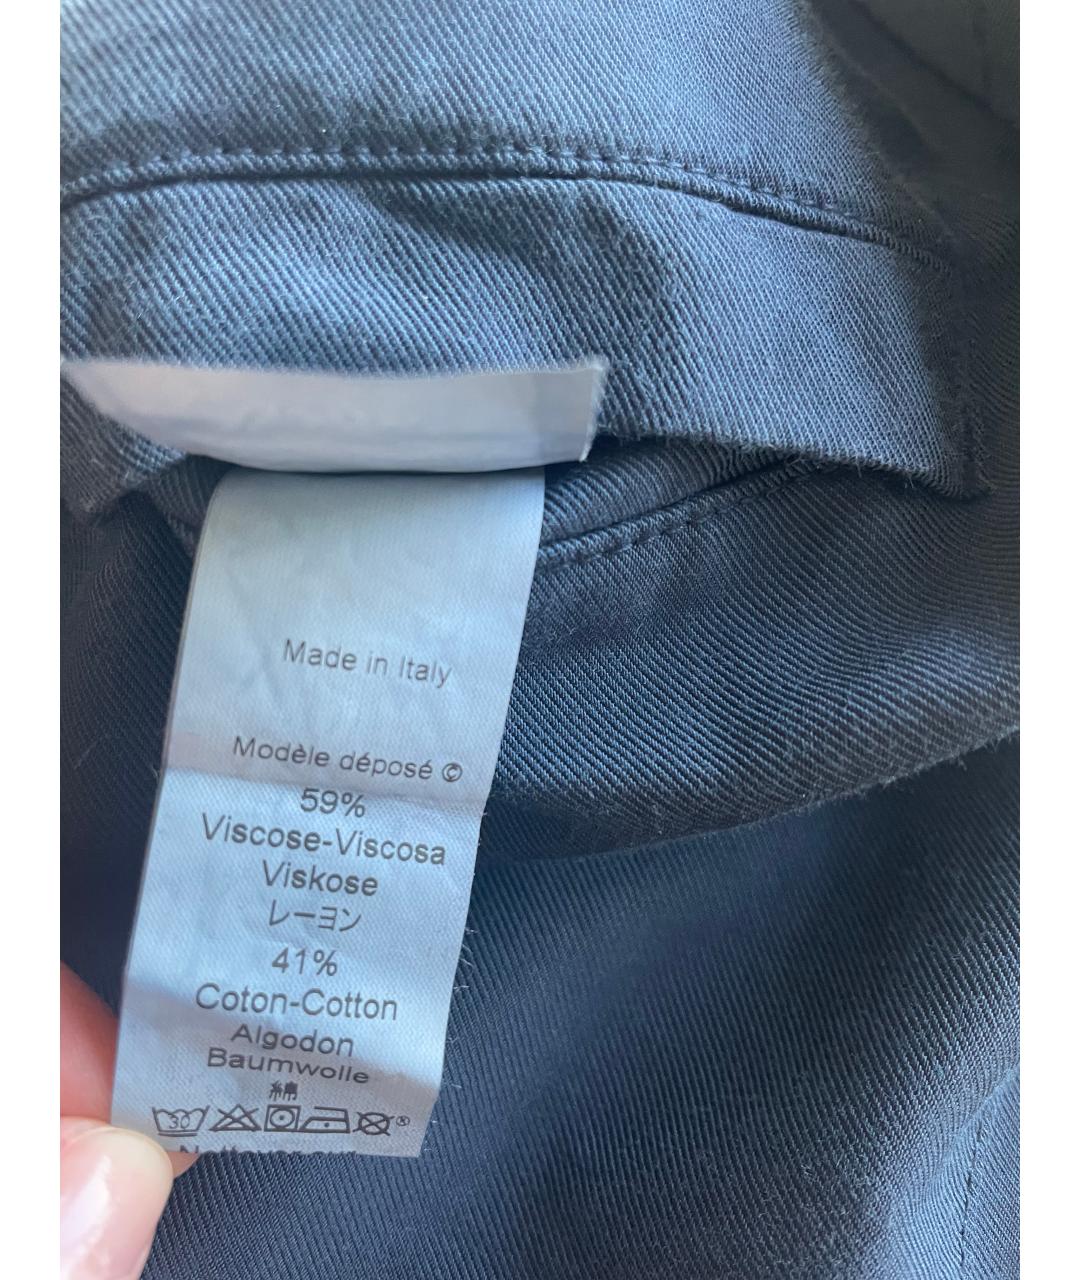 Made in Italy
Modèle déposé ©
59%
Viscose-Viscosa
Viskose
レーヨン
41%
Coton-Cotton
Algodon
Baumwolle
綿
30